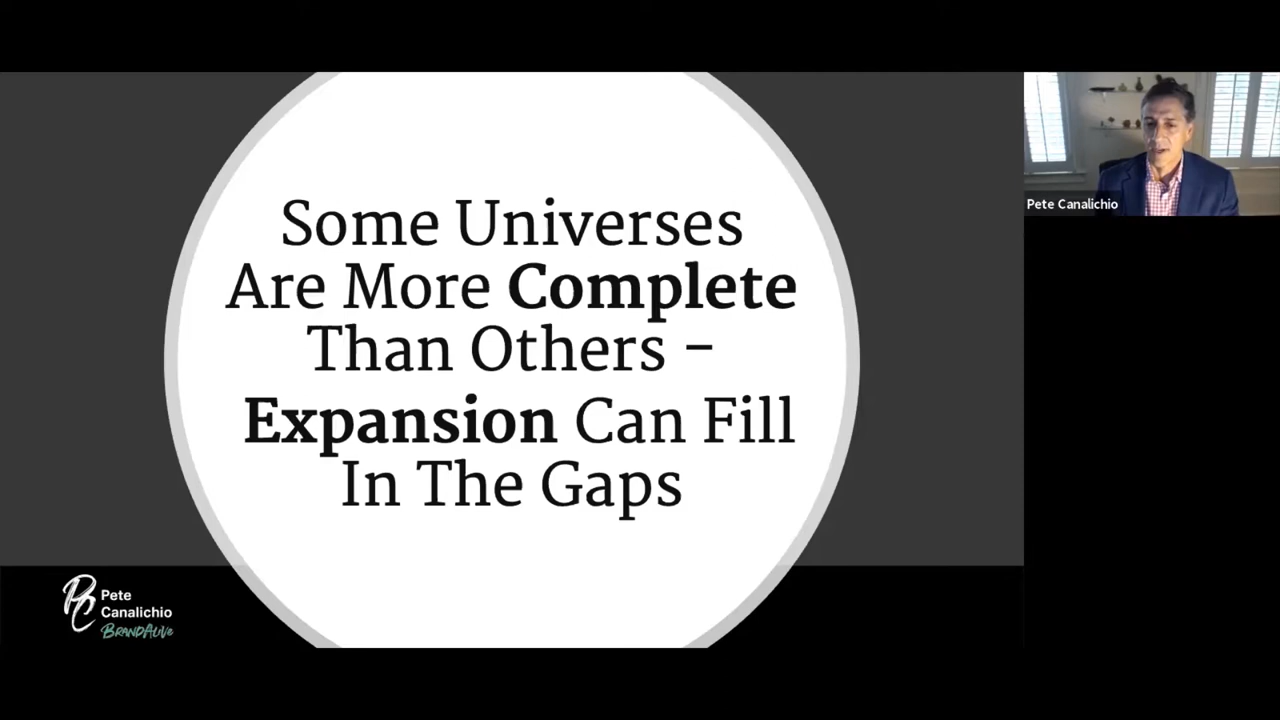 Some Universes
Are More Complete
Than Others -
Expansion Can Fill
In The Gaps
Pete Canalichio
Pete
Canalichio
BRANDALIVE